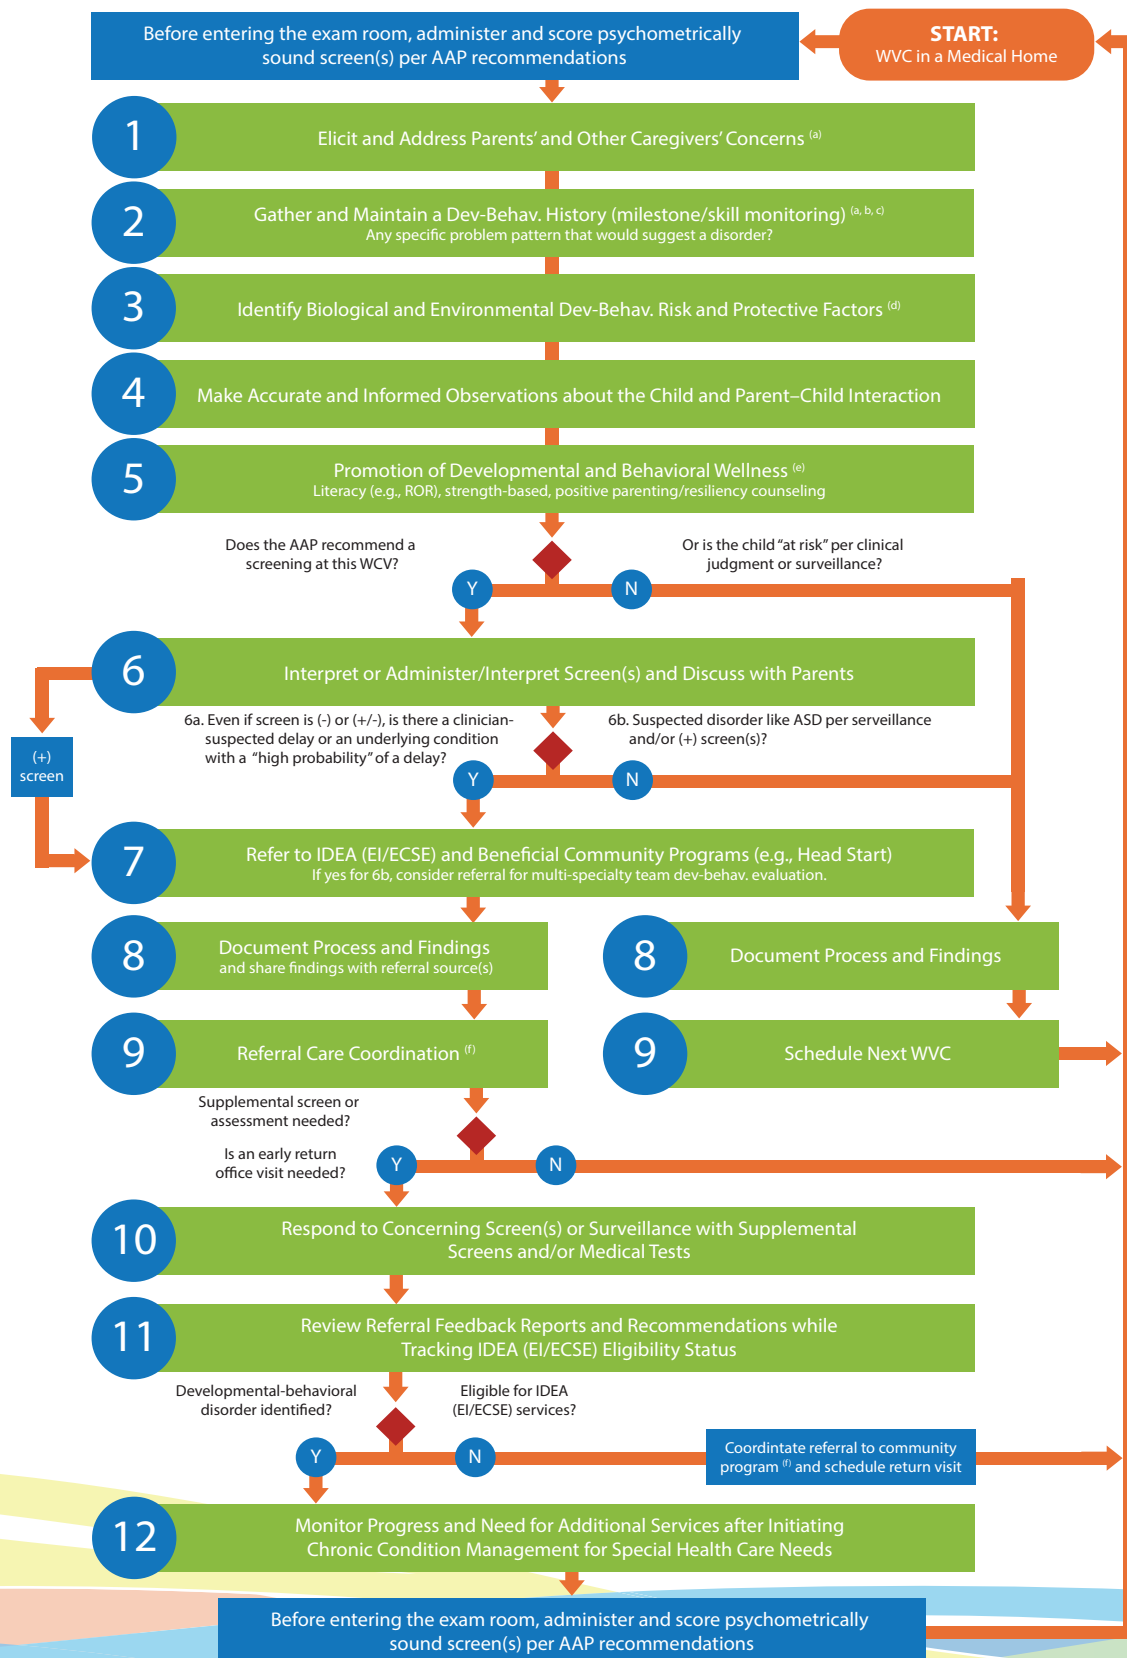 Before entering the exam room, administer and score psychometrically
sound screen(s) per AAP recommendations
START:
WVC in a Medical Home
1
Elicit and Address Parents’ and Other Caregivers’ Concerns (a)
2
Gather and Maintain a Dev-Behav. History (milestone/skill monitoring) (a, b, c)
Any specific problem pattern that would suggest a disorder?
3
Identify Biological and Environmental Dev-Behav. Risk and Protective Factors (d)
4
Make Accurate and Informed Observations about the Child and Parent–Child Interaction
5
Promotion of Developmental and Behavioral Wellness (e)
Literacy (e.g., ROR), strength-based, positive parenting/resiliency counseling
Does the AAP recommend a
screening at this WCV?
Or is the child “at risk” per clinical
judgment or surveillance?
Y
N
6
Interpret or Administer/Interpret Screen(s) and Discuss with Parents
6a. Even if screen is (-) or (+/-), is there a clinician-
suspected delay or an underlying condition
with a “high probability” of a delay?
6b. Suspected disorder like ASD per serveillance
and/or (+) screen(s)?
(+)
screen
Y
N
7
Refer to IDEA (EI/ECSE) and Beneficial Community Programs (e.g., Head Start)
If yes for 6b, consider referral for multi-specialty team dev-behav. evaluation.
8
Document Process and Findings
and share findings with referral source(s)
8
Document Process and Findings
9
Referral Care Coordination (f)
9
Schedule Next WVC
Supplemental screen or
assessment needed?
Is an early return
office visit needed?
Y
N
10
Respond to Concerning Screen(s) or Surveillance with Supplemental
Screens and/or Medical Tests
11
Review Referral Feedback Reports and Recommendations while
Tracking IDEA (EI/ECSE) Eligibility Status
Developmental-behavioral
disorder identified?
Eligible for IDEA
(EI/ECSE) services?
Y
N
Coordintate referral to community
program (f) and schedule return visit
12
Monitor Progress and Need for Additional Services after Initiating
Chronic Condition Management for Special Health Care Needs
Before entering the exam room, administer and score psychometrically
sound screen(s) per AAP recommendations